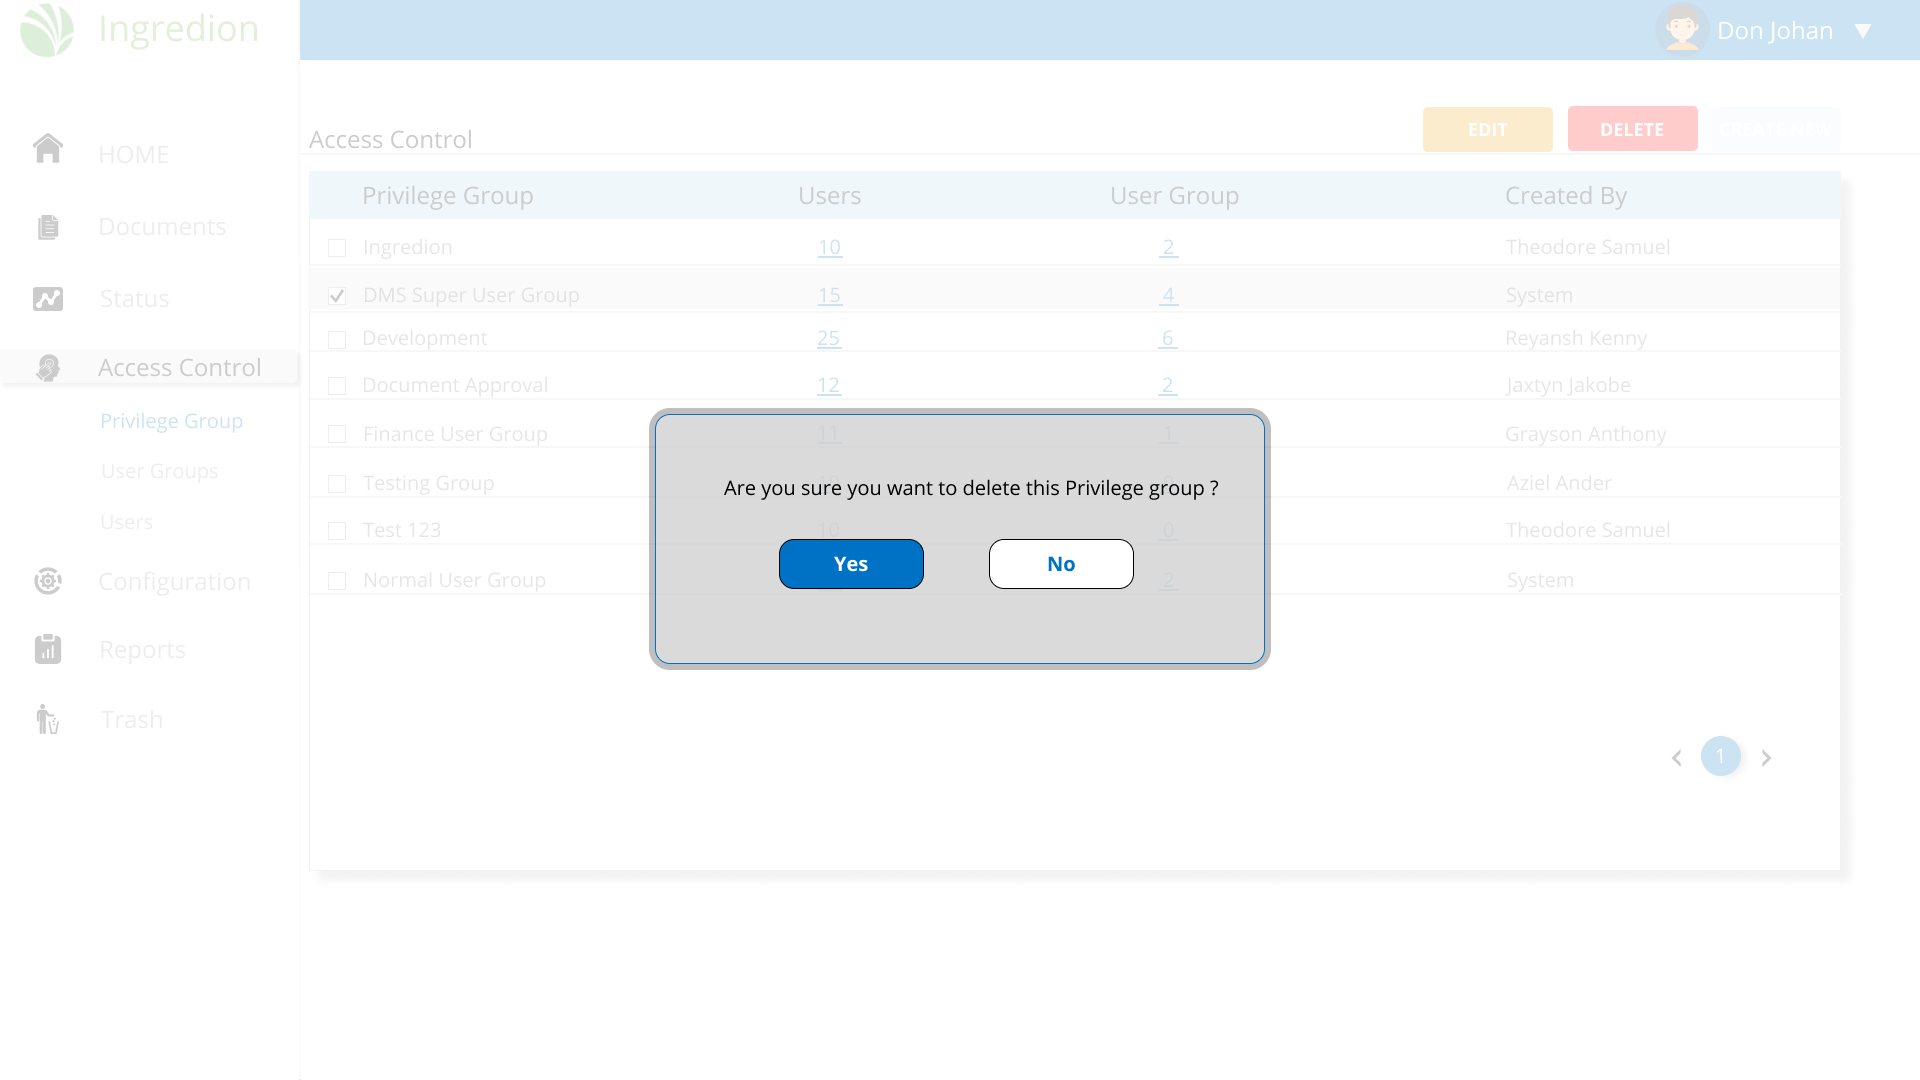 Ingredion
Don Johan ▼
HOME
Documents
Status
Access Control
Privilege Group
User Groups
Users
Configuration
Reports
Trash
Access Control
EDIT DELETE CREATE NEW
Privilege Group Users User Group Created By
Ingredion 10 2 Theodore Samuel
DMS Super User Group 15 4 System
Development 25 6 Reyansh Kenny
Document Approval 12 2 Jaxtyn Jakobe
Finance User Group 11 1 Grayson Anthony
Testing Group Aziel Ander
Test 123 10 0 Theodore Samuel
Normal User Group 2 System
Are you sure you want to delete this Privilege group ?
Yes No
1